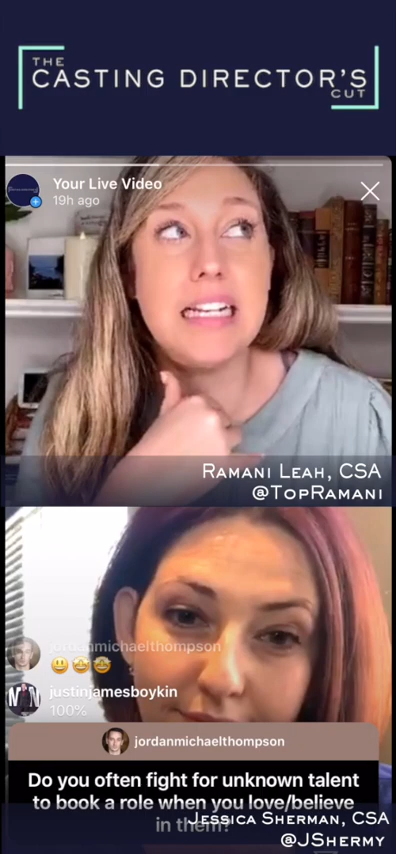 THE
CASTING DIRECTOR'S
CUT
Your Live Video
19h ago
RAMANI LEAH, CSA
@TOPRAMANI
jordanmichaelthompson
😃 🤩 🤩
justinjamesboykin
100%
jordanmichaelthompson
Do you often fight for unknown talent
to book a role when you love/believe
in them?
JESSICA SHERMAN, CSA
@JSHERMY